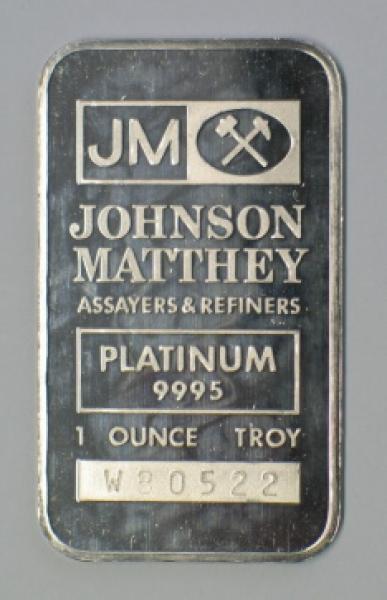 JM
JOHNSON
MATTHEY
ASSAYERS & REFINERS
PLATINUM
9995
1 OUNCE TROY
W80522